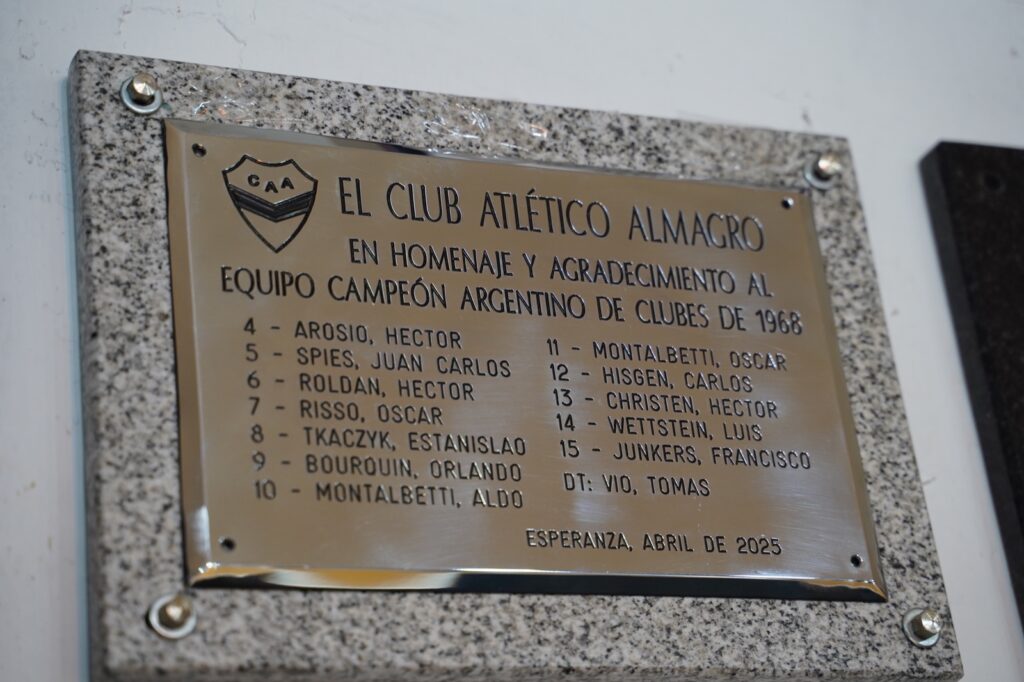 CAA
EL CLUB ATLÉTICO ALMAGRO
EN HOMENAJE Y AGRADECIMIENTO AL
EQUIPO CAMPEÓN ARGENTINO DE CLUBES DE 1968
4 - AROSIO, HECTOR
5 - SPIES, JUAN CARLOS
6 - ROLDAN, HECTOR
7 - RISSO, OSCAR
8 - TKACZYK, ESTANISLAO
9 - BOURQUIN, ORLANDO
10 - MONTALBETTI, ALDO
11 - MONTALBETTI, OSCAR
12 - HISGEN, CARLOS
13 - CHRISTEN, HECTOR
14 - WETTSTEIN, LUIS
15 - JUNKERS, FRANCISCO
DT: VIO, TOMAS
ESPERANZA, ABRIL DE 2025